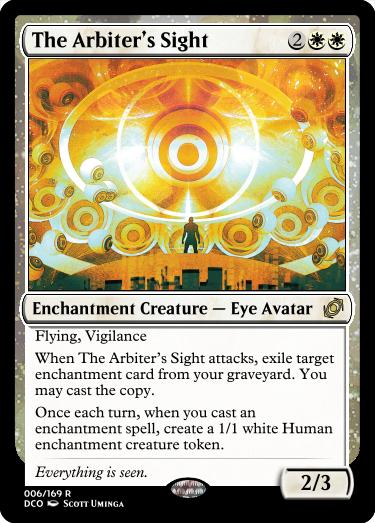 The Arbiter's Sight 2
Enchantment Creature — Eye Avatar
Flying, Vigilance
When The Arbiter's Sight attacks, exile target
enchantment card from your graveyard. You
may cast the copy.
Once each turn, when you cast an
enchantment spell, create a 1/1 white Human
enchantment creature token.
Everything is seen.
2/3
006/169 R
DCO Scott Uminga